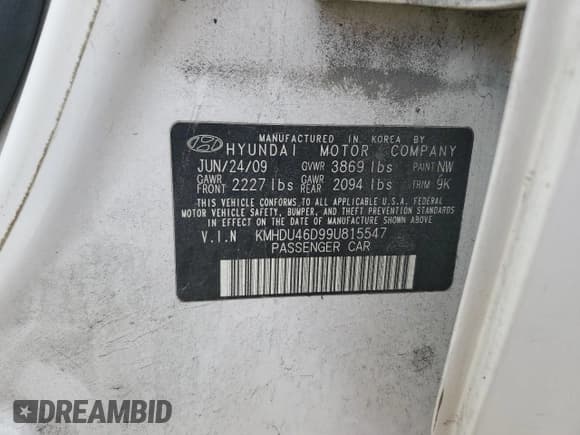 MANUFACTURED IN KOREA BY
HYUNDAI MOTOR COMPANY
JUN/24/09 GVWR 3869 lbs PAINT NW
GAWR FRONT 2227 lbs GAWR REAR 2094 lbs TRIM 9K
THIS VEHICLE CONFORMS TO ALL APPLICABLE U.S.A. FEDERAL
MOTOR VEHICLE SAFETY, BUMPER, AND THEFT PREVENTION STANDARDS
IN EFFECT ON THE DATE OF MANUFACTURE SHOWN ABOVE
V.I.N KMHDU46D99U815547
PASSENGER CAR
DREAMBID